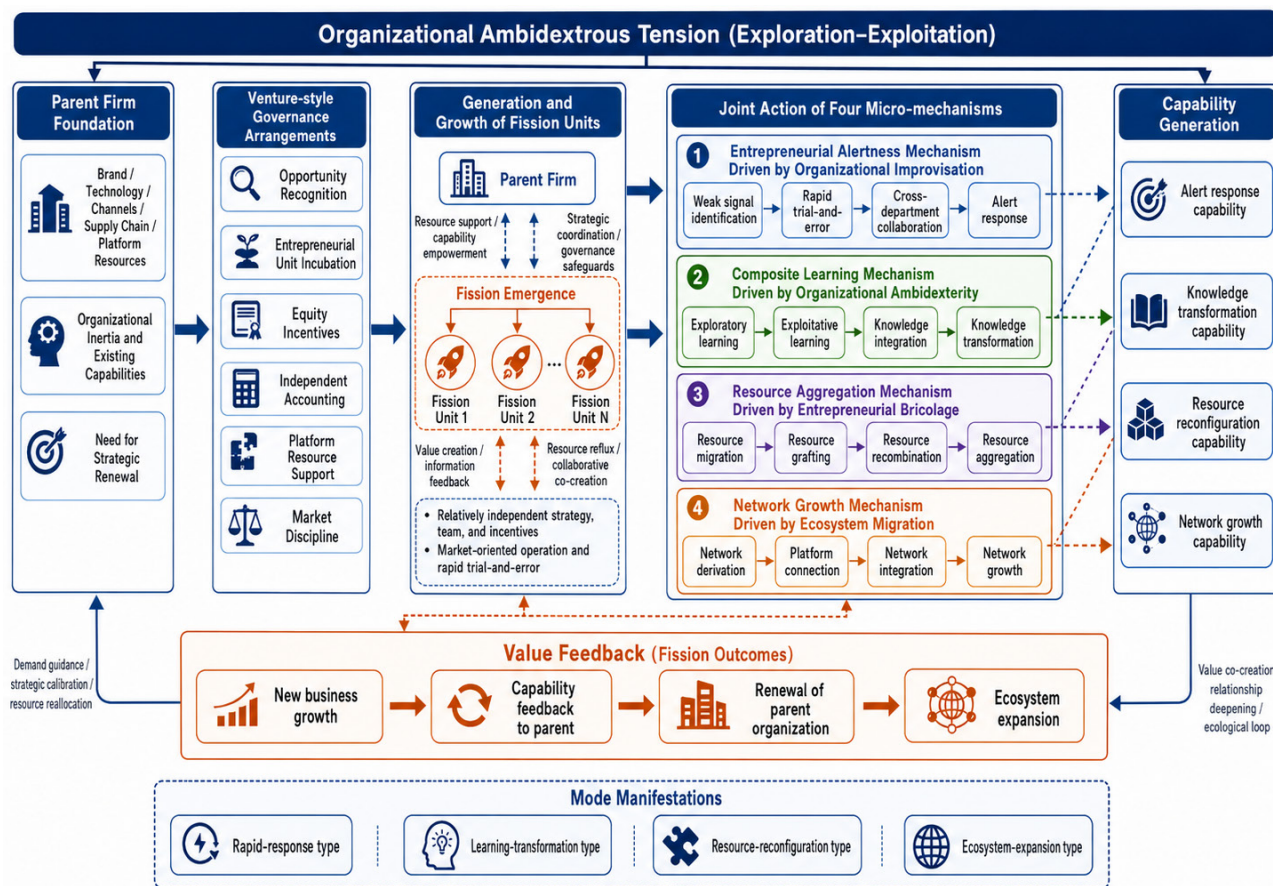 Organizational Ambidextrous Tension (Exploration–Exploitation)
Parent Firm
Foundation
Brand /
Technology /
Channels /
Supply Chain /
Platform
Resources
Organizational
Inertia and
Existing
Capabilities
Need for
Strategic
Renewal
Venture-style
Governance
Arrangements
Opportunity
Recognition
Entrepreneurial
Unit Incubation
Equity
Incentives
Independent
Accounting
Platform
Resource
Support
Market
Discipline
Generation and
Growth of Fission Units
Parent Firm
Resource support /
capability
empowerment
Strategic
coordination /
governance
safeguards
Fission Emergence
...
Fission
Unit 1
Fission
Unit 2
Fission
Unit N
Value creation /
information
feedback
Resource reflux /
collaborative
co-creation
• Relatively independent strategy,
team, and incentives
• Market-oriented operation and
rapid trial-and-error
Joint Action of Four Micro-mechanisms
1 Entrepreneurial Alertness Mechanism
Driven by Organizational Improvisation
Weak signal
identification
Rapid
trial-and-
error
Cross-
department
collaboration
Alert
response
2 Composite Learning Mechanism
Driven by Organizational Ambidexterity
Exploratory
learning
Exploitative
learning
Knowledge
integration
Knowledge
transformation
3 Resource Aggregation Mechanism
Driven by Entrepreneurial Bricolage
Resource
migration
Resource
grafting
Resource
recombination
Resource
aggregation
4 Network Growth Mechanism
Driven by Ecosystem Migration
Network
derivation
Platform
connection
Network
integration
Network
growth
Capability
Generation
Alert response
capability
Knowledge
transformation
capability
Resource
reconfiguration
capability
Network growth
capability
Demand guidance /
strategic calibration /
resource reallocation
Value Feedback (Fission Outcomes)
New business
growth
Capability
feedback
to parent
Renewal of
parent
organization
Ecosystem
expansion
Value co-creation
relationship
deepening /
ecological loop
Mode Manifestations
Rapid-response type
Learning-transformation type
Resource-reconfiguration type
Ecosystem-expansion type